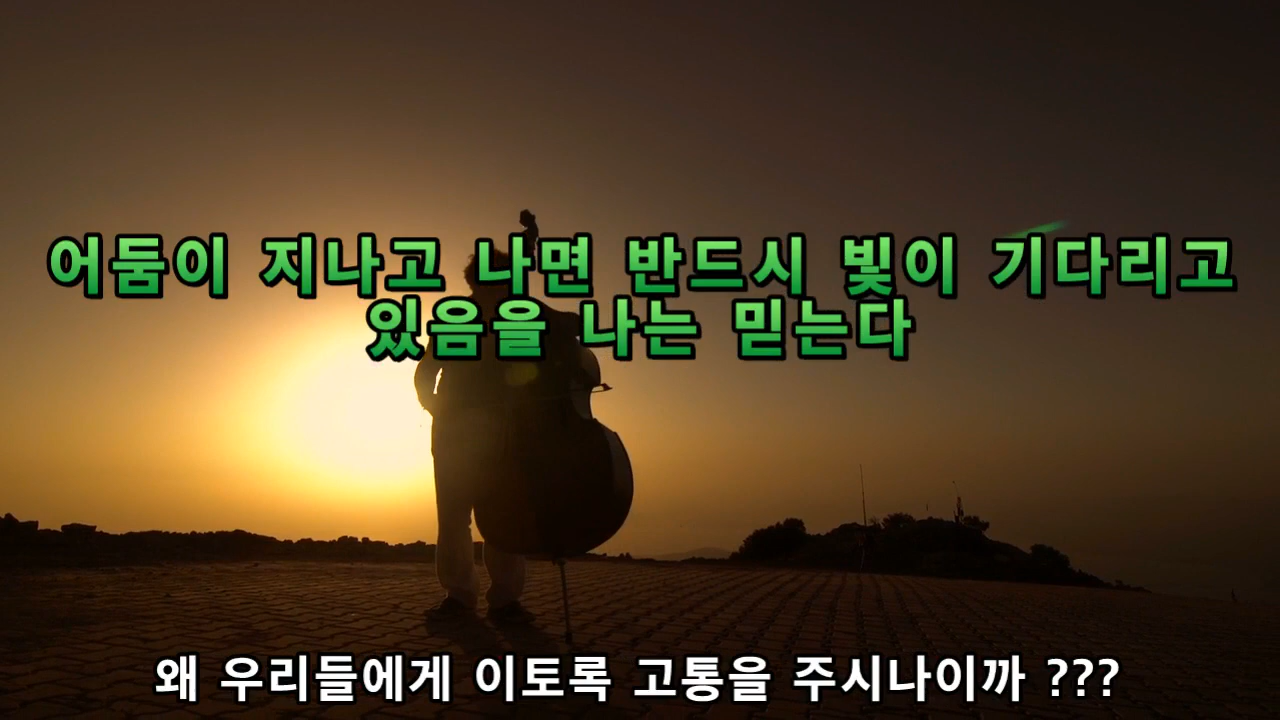 어둠이 지나고 나면 반드시 빛이 기다리고
있음을 나는 믿는다
왜 우리들에게 이토록 고통을 주시나이까 ???